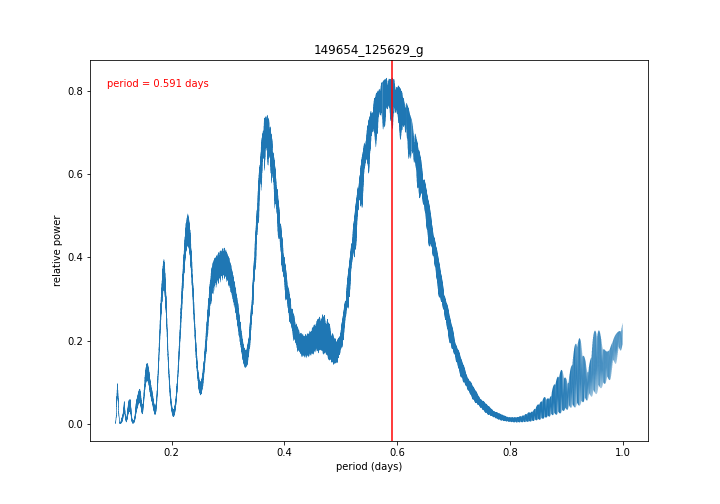 149654_125629_g
period = 0.591 days
relative power
0.8
0.6
0.4
0.2
0.0
0.2 0.4 0.6 0.8 1.0
period (days)